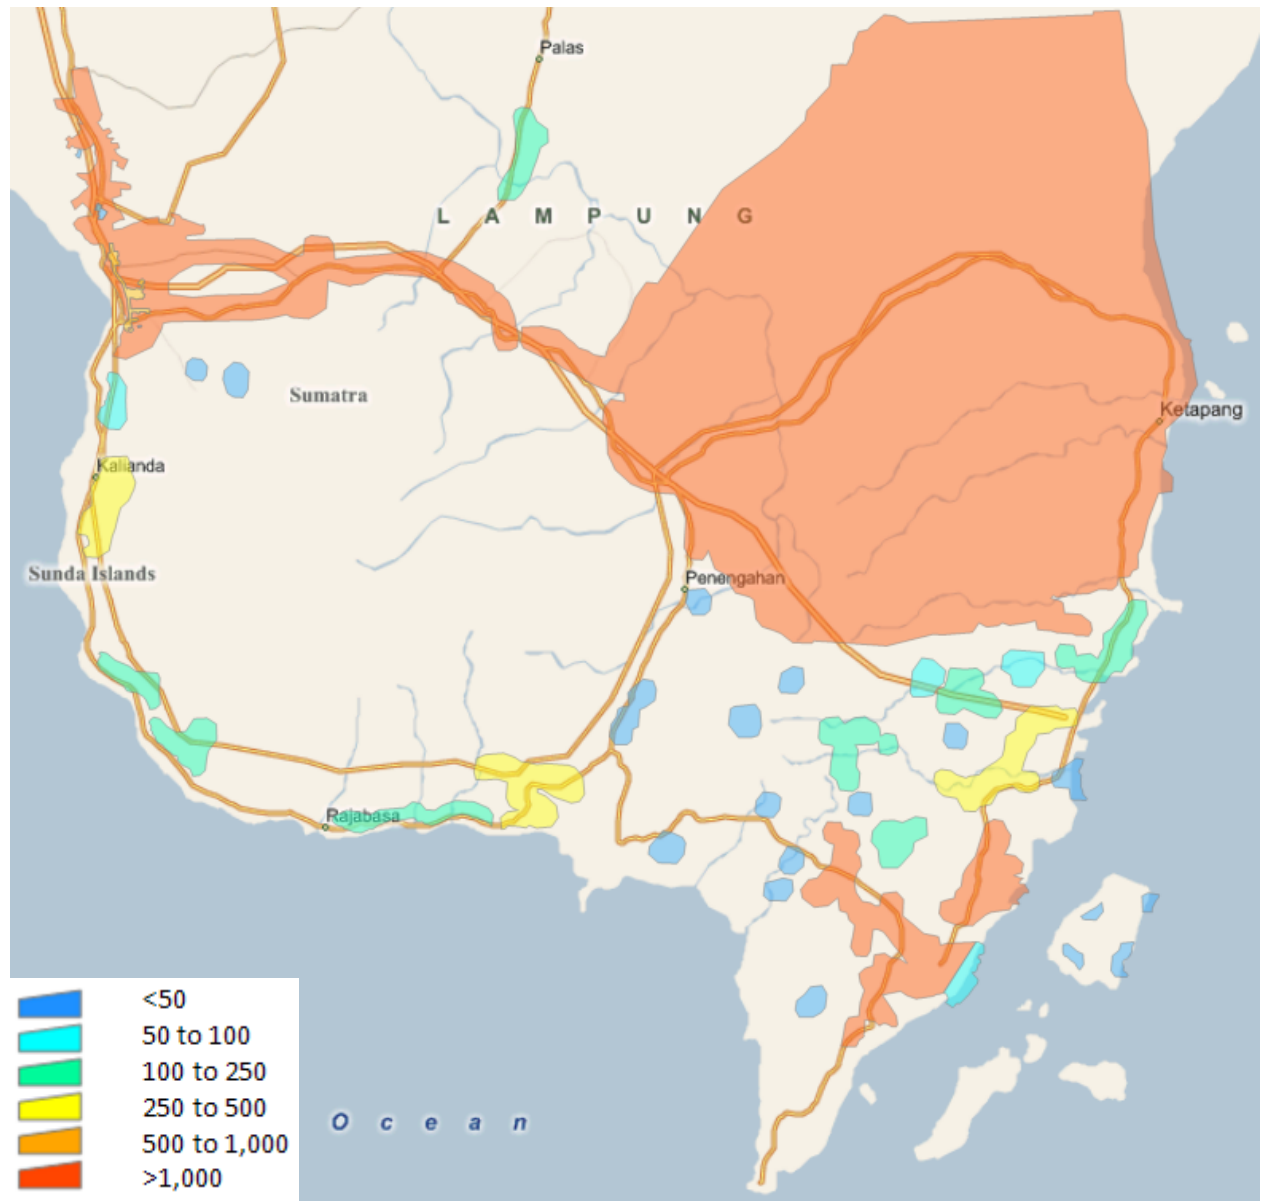 Palas
L A M P U N G
Sumatra
Ketapang
Kalianda
Sunda Islands
Penengahan
Rajabasa
<50
50 to 100
100 to 250
250 to 500
500 to 1,000
>1,000
O c e a n